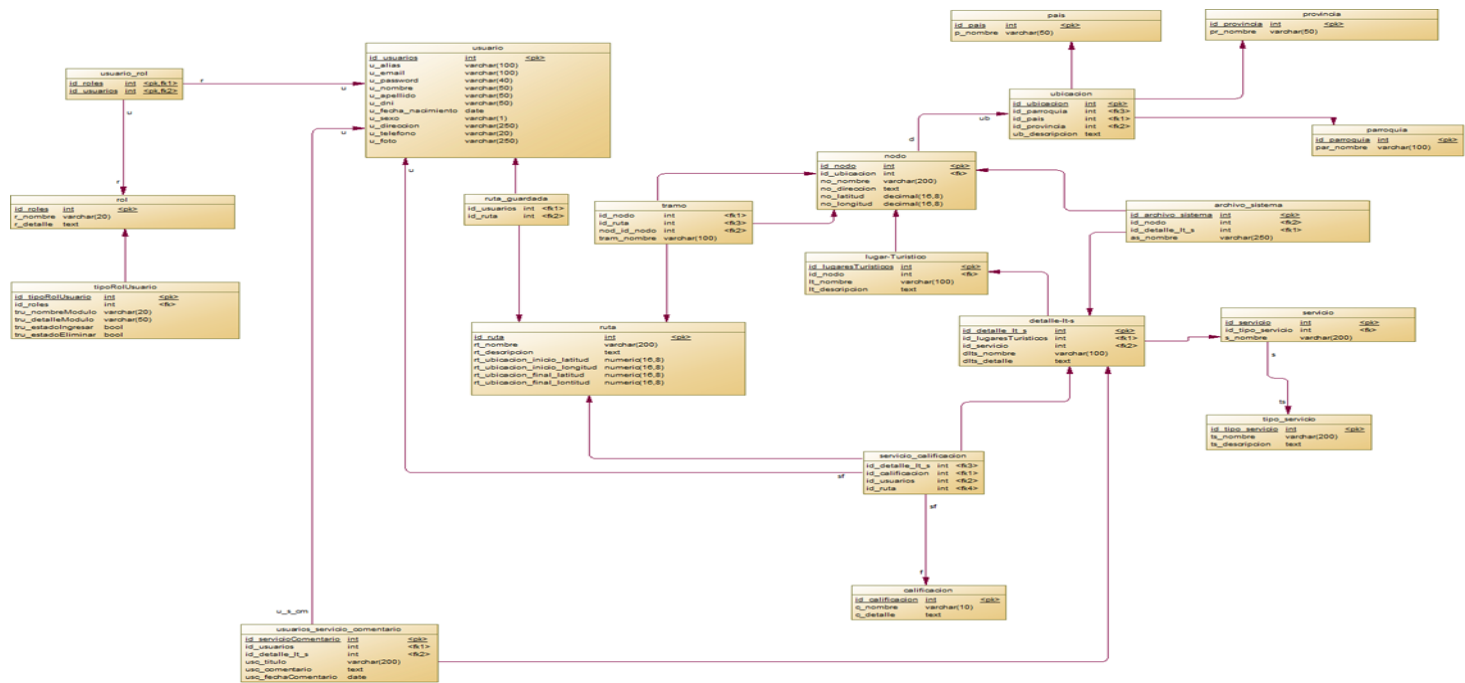 pais
id_pais int <pk>
p_nombre varchar(50)
provincia
id_provincia int <pk>
pr_nombre varchar(50)
usuario
id_usuarios int <pk>
u_alias varchar(100)
u_email varchar(100)
u_password varchar(40)
u_nombre varchar(50)
u_apellido varchar(50)
u_dni varchar(50)
u_fecha_nacimiento date
u_sexo varchar(1)
u_direccion varchar(250)
u_telefono varchar(20)
u_foto varchar(250)
usuario_rol
id_roles int <pk,fk1>
id_usuarios int <pk,fk2>
r
u
u
u
r
ubicacion
id_ubicacion int <pk>
id_parroquia int <fk3>
id_pais int <fk1>
id_provincia int <fk2>
ub_descripcion text
ub
d
parroquia
id_parroquia int <pk>
par_nombre varchar(100)
nodo
id_nodo int <pk>
id_ubicacion int <fk>
no_nombre varchar(200)
no_direccion text
no_latitud decimal(16,8)
no_longitud decimal(16,8)
u
rol
id_roles int <pk>
r_nombre varchar(20)
r_detalle text
ruta_guardada
id_usuarios int <fk1>
id_ruta int <fk2>
tramo
id_nodo int <fk1>
id_ruta int <fk3>
nod_id_nodo int <fk2>
tram_nombre varchar(100)
archivo_sistema
id_archivo_sistema int <pk>
id_nodo int <fk2>
id_detalle_lt_s int <fk1>
as_nombre varchar(250)
lugar-Turistico
id_lugaresTuristicos int <pk>
id_nodo int <fk>
lt_nombre varchar(100)
lt_descripcion text
tipoRolUsuario
id_tipoRolUsuario int <pk>
id_roles int <fk>
tru_nombreModulo varchar(20)
tru_detalleModulo varchar(50)
tru_estadoIngresar bool
tru_estadoEliminar bool
ruta
id_ruta int <pk>
rt_nombre varchar(200)
rt_descripcion text
rt_ubicacion_inicio_latitud numeric(16,8)
rt_ubicacion_inicio_longitud numeric(16,8)
rt_ubicacion_final_latitud numeric(16,8)
rt_ubicacion_final_lontitud numeric(16,8)
detalle-lt-s
id_detalle_lt_s int <pk>
id_lugaresTuristicos int <fk1>
id_servicio int <fk2>
dlts_nombre varchar(100)
dlts_detalle text
servicio
id_servicio int <pk>
id_tipo_servicio int <fk>
s_nombre varchar(200)
s
ts
tipo_servicio
id_tipo_servicio int <pk>
ts_nombre varchar(200)
ts_descripcion text
servicio_calificacion
id_detalle_lt_s int <fk3>
id_calificacion int <fk1>
id_usuarios int <fk2>
id_ruta int <fk4>
sf
sf
f
calificacion
id_calificacion int <pk>
c_nombre varchar(10)
c_detalle text
u_s_cm
usuarios_servicio_comentario
id_servicioComentario int <pk>
id_usuarios int <fk1>
id_detalle_lt_s int <fk2>
usc_titulo varchar(200)
usc_comentario text
usc_fechaComentario date